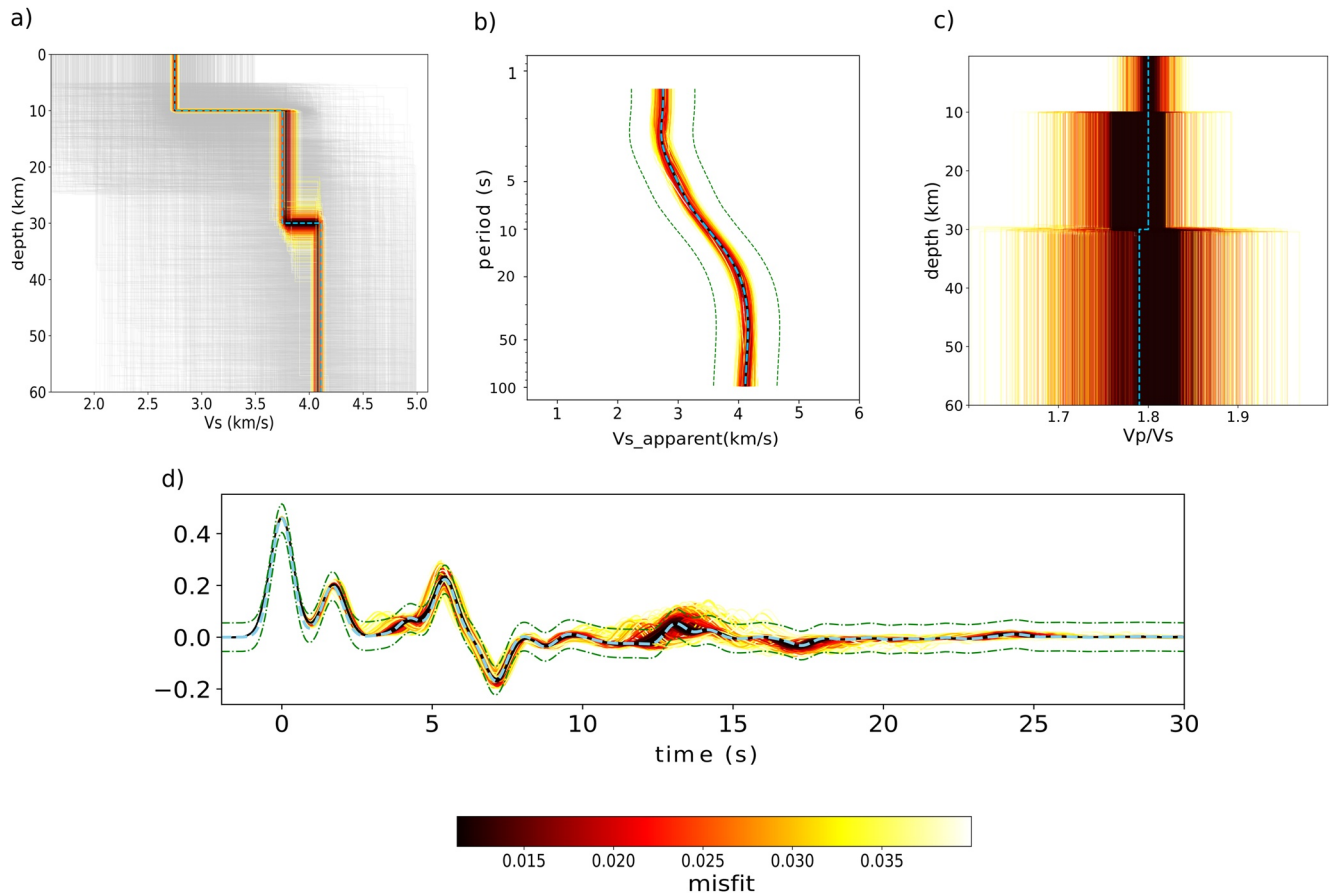 a)
0
10
20
30
40
50
60
depth (km)
2.0 2.5 3.0 3.5 4.0 4.5 5.0
Vs (km/s)
b)
1
5
10
20
50
100
period (s)
1 2 3 4 5 6
Vs_apparent(km/s)
c)
10
20
30
40
50
60
depth (km)
1.7 1.8 1.9
Vp/Vs
d)
0.4
0.2
0.0
−0.2
0 5 10 15 20 25 30
time (s)
0.015 0.020 0.025 0.030 0.035
misfit